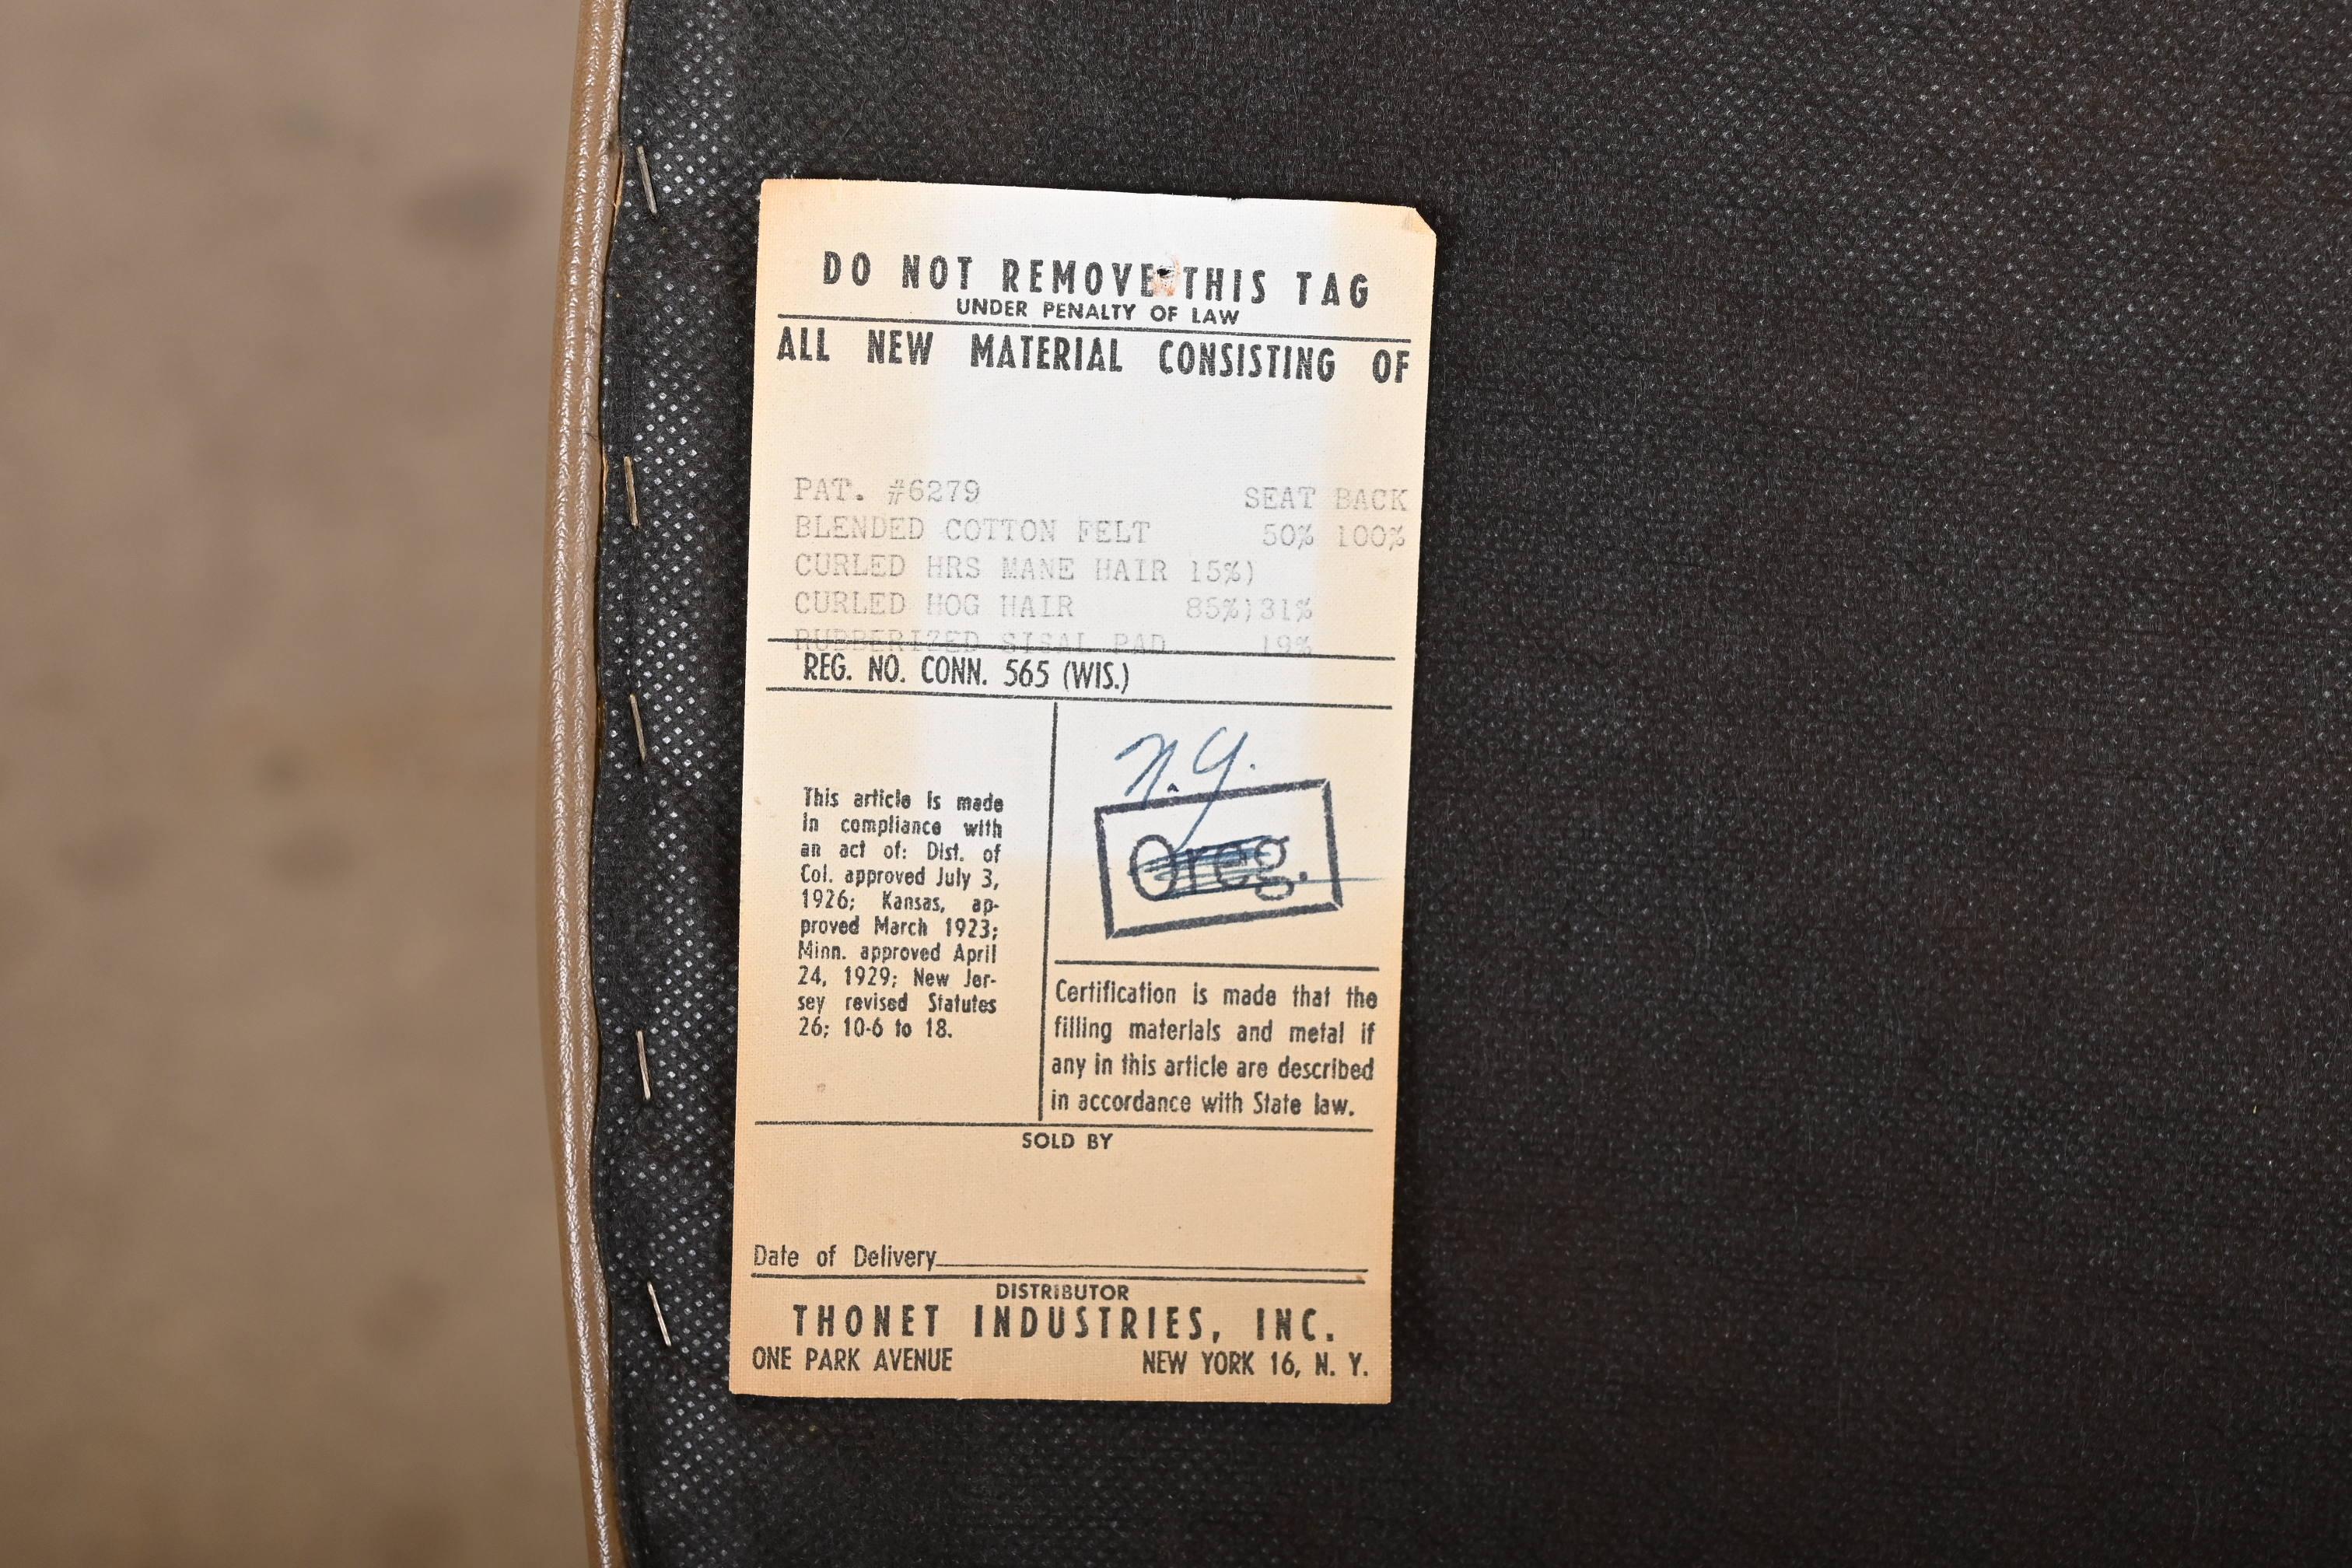 DO NOT REMOVE THIS TAG
UNDER PENALTY OF LAW
ALL NEW MATERIAL CONSISTING OF
PAT. #6279 SEAT BACK
BLENDED COTTON FELT 50% 100%
CURLED HRS MANE HAIR 15%)
CURLED HOG HAIR 85%)31%
RUBBERIZED SISAL PAD 19%
REG. NO. CONN. 565 (WIS.)
This article is made
in compliance with
an act of: Dist. of
Col. approved July 3,
1926; Kansas, ap-
proved March 1923;
Minn. approved April
24, 1929; New Jer-
sey revised Statutes
26; 10-6 to 18.
N.Y.
Oreg.
Certification is made that the
filling materials and metal if
any in this article are described
in accordance with State law.
SOLD BY
Date of Delivery
DISTRIBUTOR
THONET INDUSTRIES, INC.
ONE PARK AVENUE NEW YORK 16, N. Y.